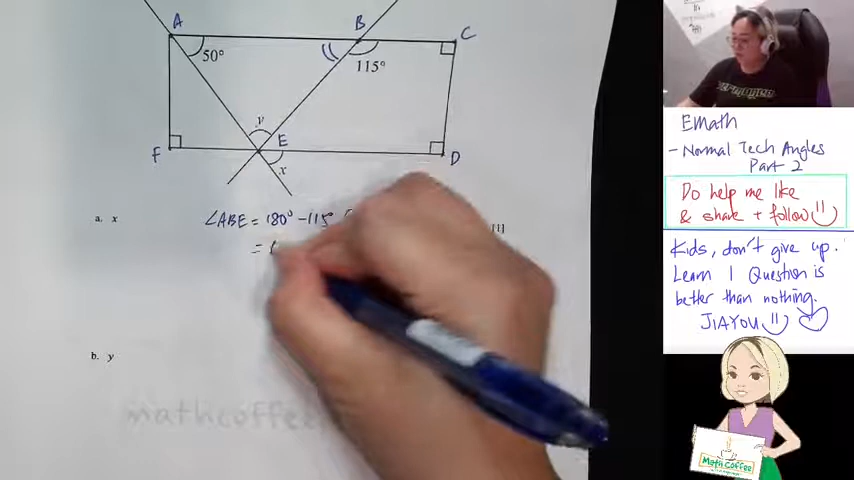 A
B
C
50°
115°
y
E
F
D
x
a. x
∠ABE = 180° - 115°
[1]
=
b. y
mathcoffee
EMath
- Normal Tech Angles
Part 2
Do help me like
& share + follow
Kids, don't give up.
Learn 1 Question is
better than nothing.
JIAYOU
Math Coffee